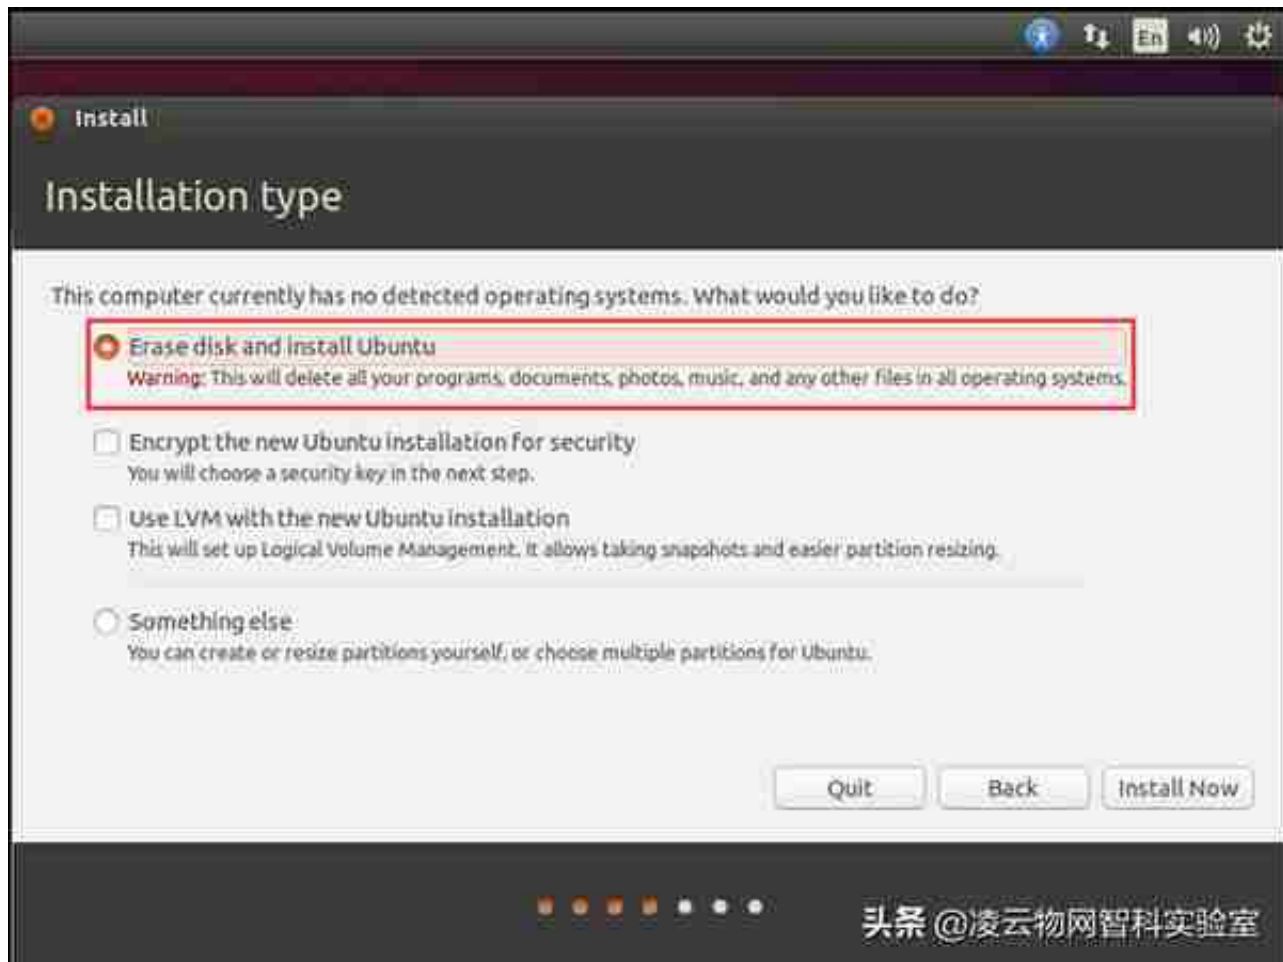 En
Install
Installation type
This computer currently has no detected operating systems. What would you like to do?
Erase disk and install Ubuntu
Warning: This will delete all your programs, documents, photos, music, and any other files in all operating systems.
Encrypt the new Ubuntu installation for security
You will choose a security key in the next step.
Use LVM with the new Ubuntu installation
This will set up Logical Volume Management. It allows taking snapshots and easier partition resizing.
Something else
You can create or resize partitions yourself, or choose multiple partitions for Ubuntu.
Quit Back Install Now
头条 @凌云物网智科实验室